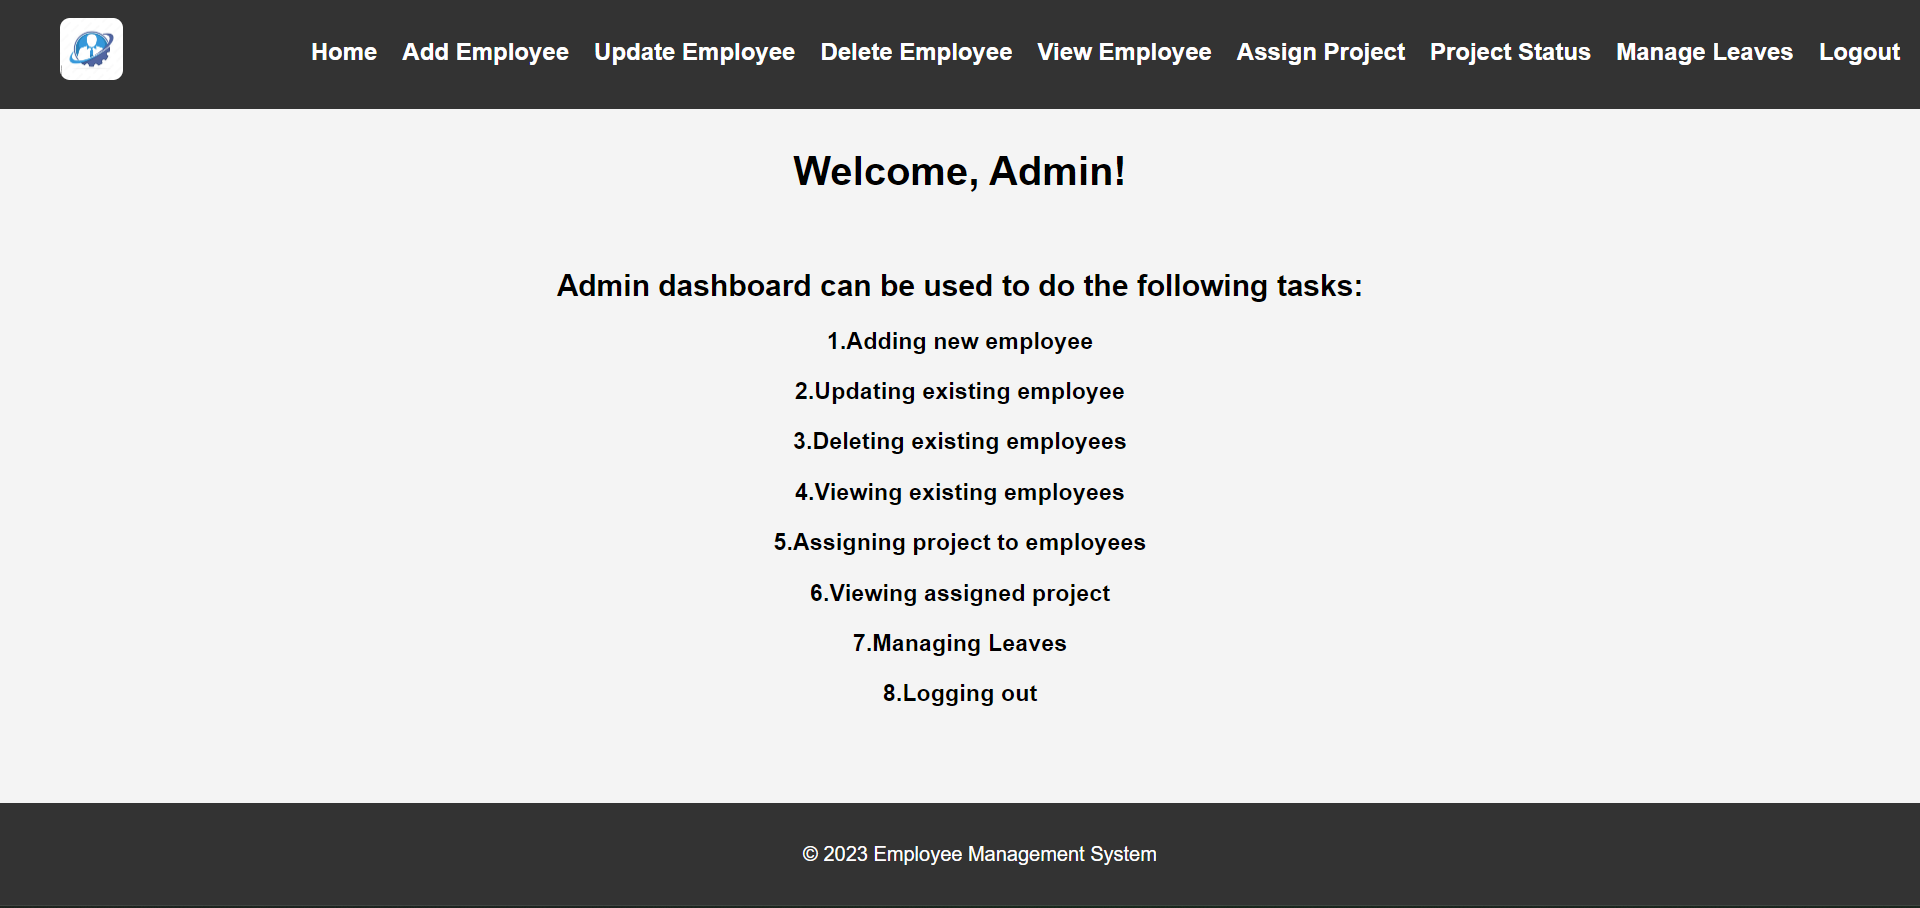 Home Add Employee Update Employee Delete Employee View Employee Assign Project Project Status Manage Leaves Logout
Welcome, Admin!
Admin dashboard can be used to do the following tasks:
1.Adding new employee
2.Updating existing employee
3.Deleting existing employees
4.Viewing existing employees
5.Assigning project to employees
6.Viewing assigned project
7.Managing Leaves
8.Logging out
© 2023 Employee Management System